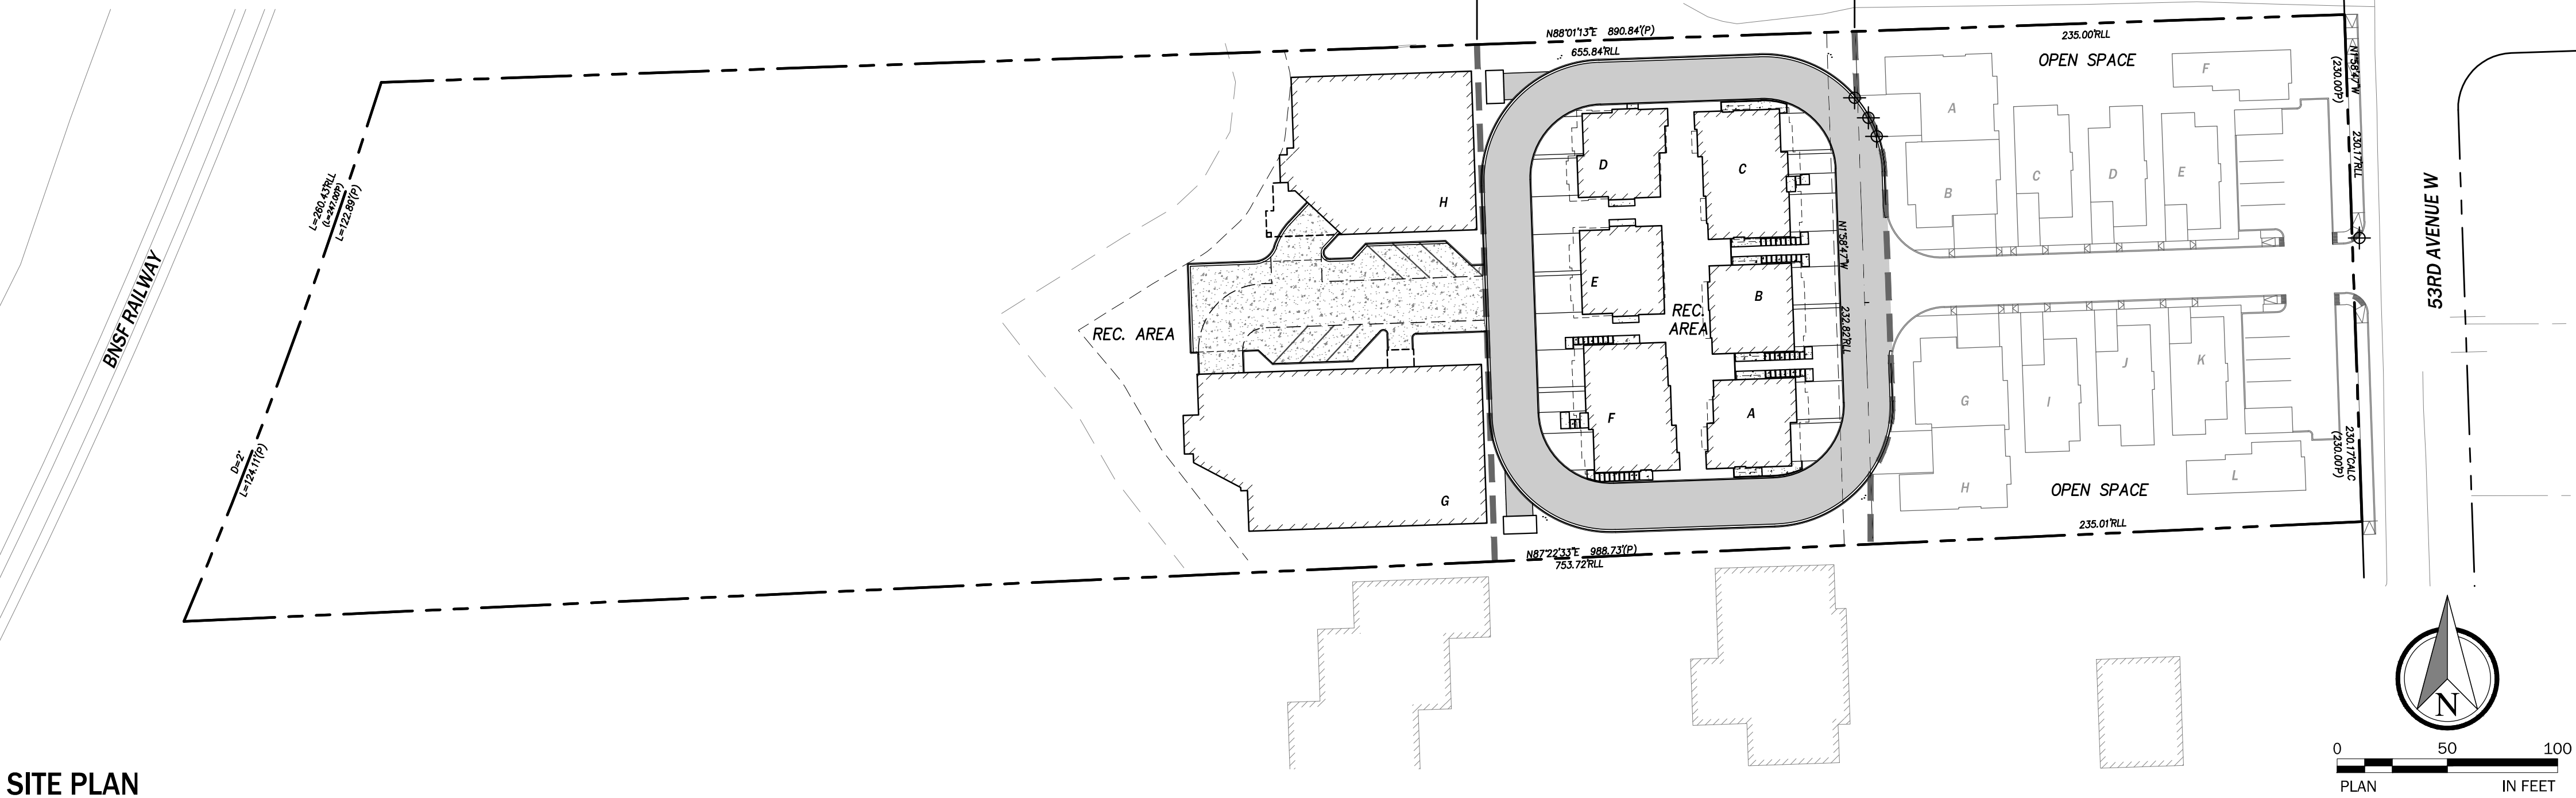 N88°01'13"E 890.84'(P)
655.84'RLL
235.00'RLL
OPEN SPACE
N1°58'47"W
(230.00'P)
230.17'RLL
53RD AVENUE W
BNSF RAILWAY
L=260.43'RLL
(L=247.00'P)
L=122.89'(P)
D=2°
L=124.11'(P)
H
D
C
E
B
F
A
G
REC. AREA
REC.
AREA
N1°58'47"W
232.82'RLL
A
B
C
D
E
F
G
H
I
J
K
L
OPEN SPACE
230.17'CALC
(230.00'P)
235.01'RLL
N87°22'33"E 988.73'(P)
753.72'RLL
N
0 50 100
PLAN IN FEET
SITE PLAN